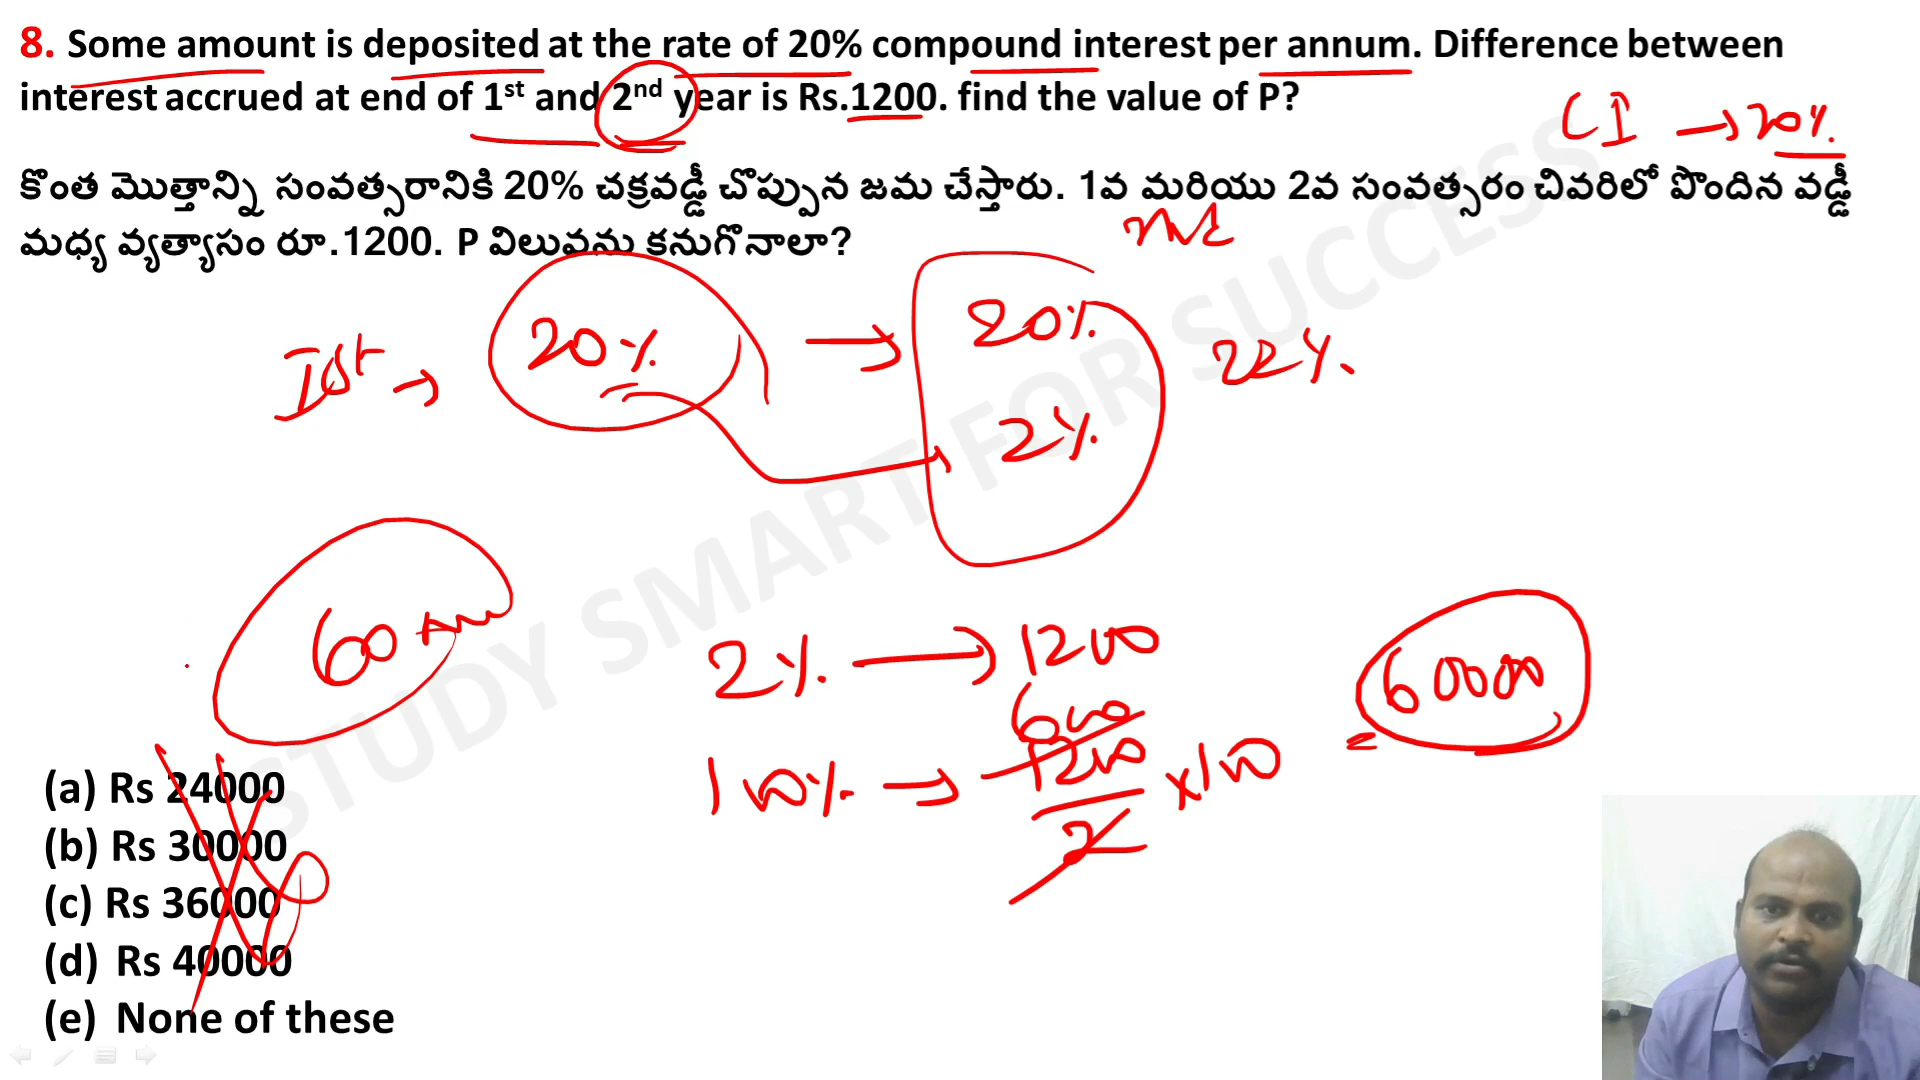 8. Some amount is deposited at the rate of 20% compound interest per annum. Difference between
interest accrued at end of 1st and 2nd year is Rs.1200. find the value of P?
CI → 20%
కొంత మొత్తాన్ని సంవత్సరానికి 20% చక్రవడ్డీ చొప్పున జమ చేస్తారు. 1వ మరియు 2వ సంవత్సరం చివరిలో పొందిన వడ్డీ
మధ్య వ్యత్యాసం రూ.1200. P విలువను కనుగొనాలా?
Ist → 20% → 20%
2%
22%
STUDY SMART FOR SUCCESS
2% → 1200
600
100% → 1200/2 ×100
= 60000
(a) Rs 24000
(b) Rs 30000
(c) Rs 36000
(d) Rs 40000
(e) None of these